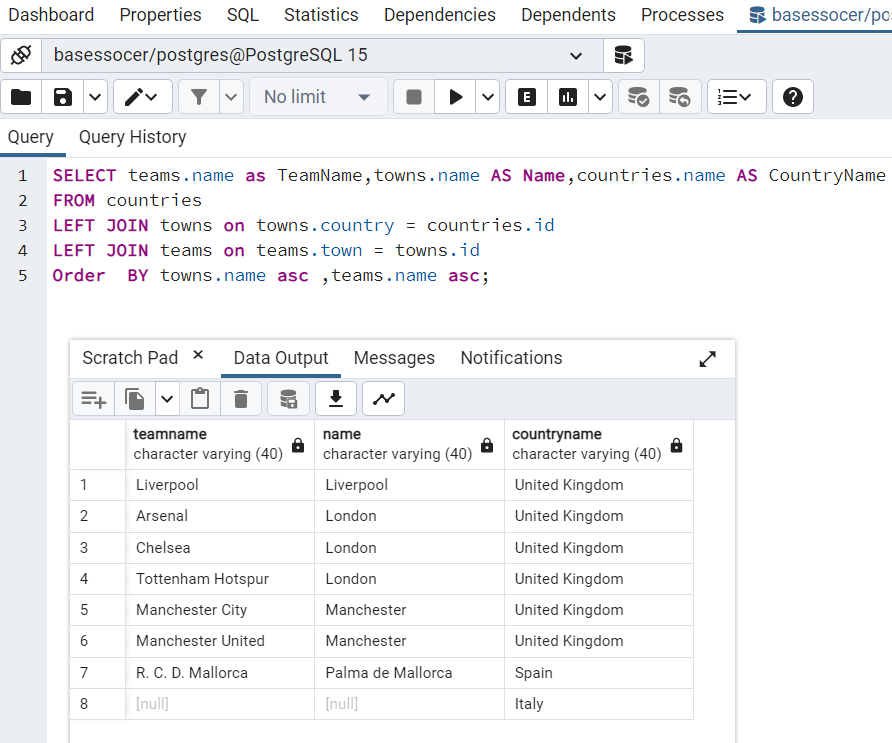 Dashboard Properties SQL Statistics Dependencies Dependents Processes basessocer/po
basessocer/postgres@PostgreSQL 15
No limit E
Query Query History
1 SELECT teams.name as TeamName,towns.name AS Name,countries.name AS CountryName
2 FROM countries
3 LEFT JOIN towns on towns.country = countries.id
4 LEFT JOIN teams on teams.town = towns.id
5 Order  BY towns.name asc ,teams.name asc;
Scratch Pad × Data Output Messages Notifications
teamname name countryname
character varying (40) character varying (40) character varying (40)
1 Liverpool Liverpool United Kingdom
2 Arsenal London United Kingdom
3 Chelsea London United Kingdom
4 Tottenham Hotspur London United Kingdom
5 Manchester City Manchester United Kingdom
6 Manchester United Manchester United Kingdom
7 R. C. D. Mallorca Palma de Mallorca Spain
8 [null] [null] Italy